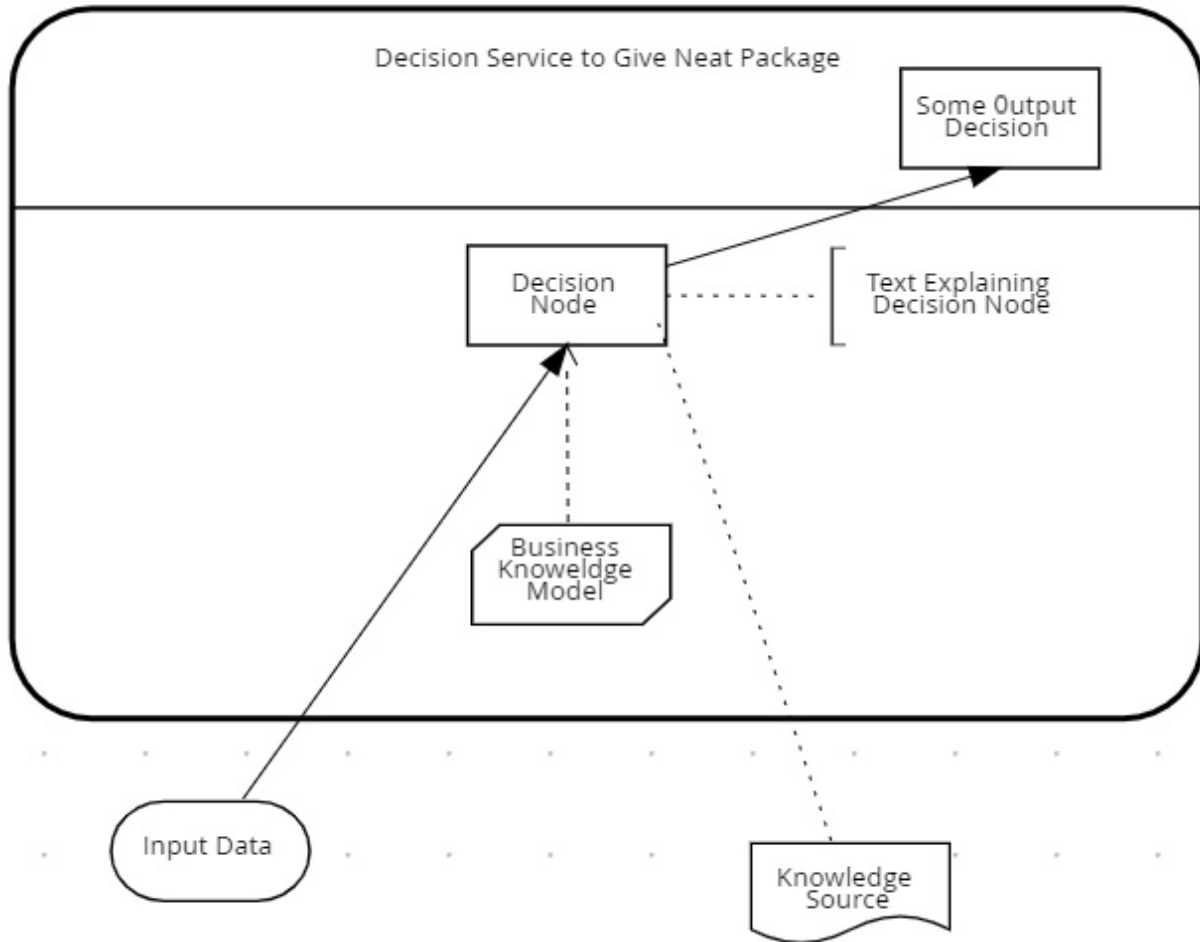 Decision Service to Give Neat Package
Some 0utput
Decision
Decision
Node
Text Explaining
Decision Node
Business
Knoweldge
Model
Input Data
Knowledge
Source